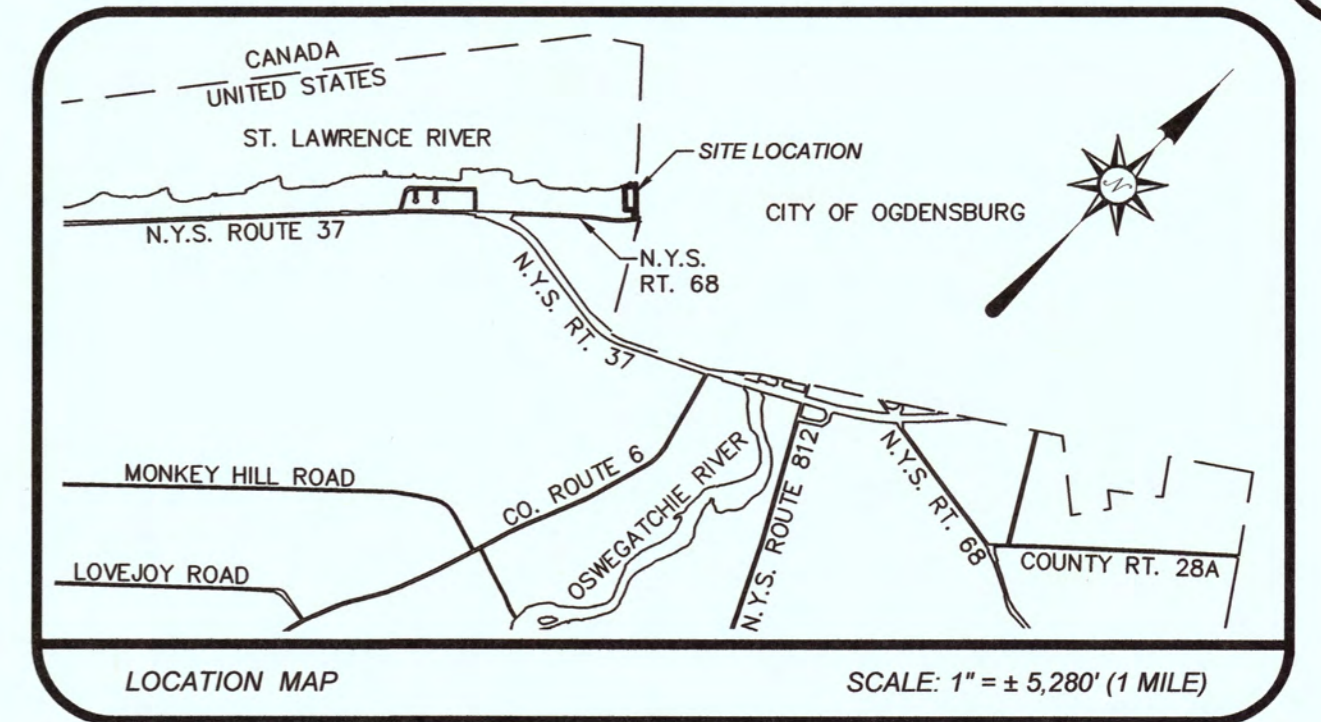 CANADA
UNITED STATES
ST. LAWRENCE RIVER
SITE LOCATION
CITY OF OGDENSBURG
N
N.Y.S. ROUTE 37
N.Y.S.
RT. 68
N.Y.S. RT. 37
MONKEY HILL ROAD
CO. ROUTE 6
OSWEGATCHIE RIVER
N.Y.S. ROUTE 812
N.Y.S. RT. 68
LOVEJOY ROAD
COUNTY RT. 28A
LOCATION MAP
SCALE: 1" = ± 5,280' (1 MILE)